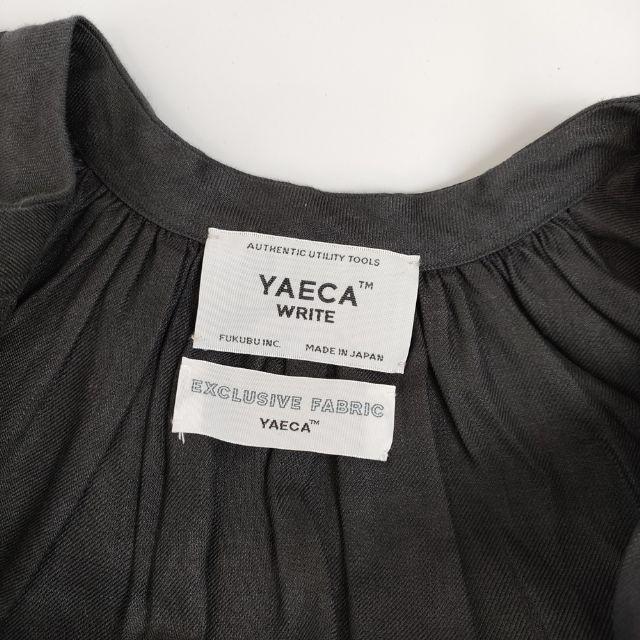 AUTHENTIC UTILITY TOOLS
YAECA™
WRITE
FUKUBU INC. MADE IN JAPAN
EXCLUSIVE FABRIC
YAECA™